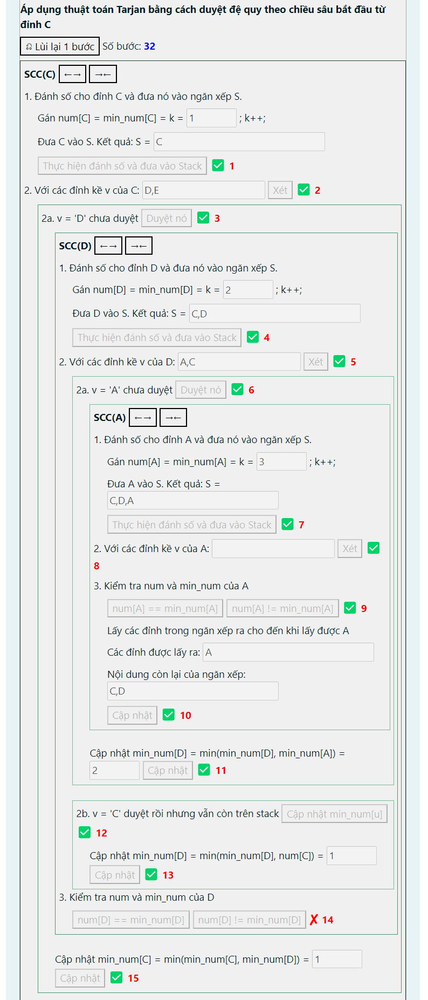 Áp dụng thuật toán Tarjan bằng cách duyệt đệ quy theo chiều sâu bắt đầu từ
đỉnh C
Lùi lại 1 bước Số bước: 32
SCC(C) ←→ →←
1. Đánh số cho đỉnh C và đưa nó vào ngăn xếp S.
Gán num[C] = min_num[C] = k = 1 ; k++;
Đưa C vào S. Kết quả: S = C
Thực hiện đánh số và đưa vào Stack ✅ 1
2. Với các đỉnh kề v của C: D,E Xét ✅ 2
2a. v = 'D' chưa duyệt Duyệt nó ✅ 3
SCC(D) ←→ →←
1. Đánh số cho đỉnh D và đưa nó vào ngăn xếp S.
Gán num[D] = min_num[D] = k = 2 ; k++;
Đưa D vào S. Kết quả: S = C,D
Thực hiện đánh số và đưa vào Stack ✅ 4
2. Với các đỉnh kề v của D: A,C Xét ✅ 5
2a. v = 'A' chưa duyệt Duyệt nó ✅ 6
SCC(A) ←→ →←
1. Đánh số cho đỉnh A và đưa nó vào ngăn xếp S.
Gán num[A] = min_num[A] = k = 3 ; k++;
Đưa A vào S. Kết quả: S =
C,D,A
Thực hiện đánh số và đưa vào Stack ✅ 7
2. Với các đỉnh kề v của A: Xét ✅
8
3. Kiểm tra num và min_num của A
num[A] == min_num[A] num[A] != min_num[A] ✅ 9
Lấy các đỉnh trong ngăn xếp ra cho đến khi lấy được A
Các đỉnh được lấy ra: A
Nội dung còn lại của ngăn xếp:
C,D
Cập nhật ✅ 10
Cập nhật min_num[D] = min(min_num[D], min_num[A]) =
2 Cập nhật ✅ 11
2b. v = 'C' duyệt rồi nhưng vẫn còn trên stack Cập nhật min_num[u]
✅ 12
Cập nhật min_num[D] = min(min_num[D], num[C]) = 1
Cập nhật ✅ 13
3. Kiểm tra num và min_num của D
num[D] == min_num[D] num[D] != min_num[D] ✗ 14
Cập nhật min_num[C] = min(min_num[C], min_num[D]) = 1
Cập nhật ✅ 15